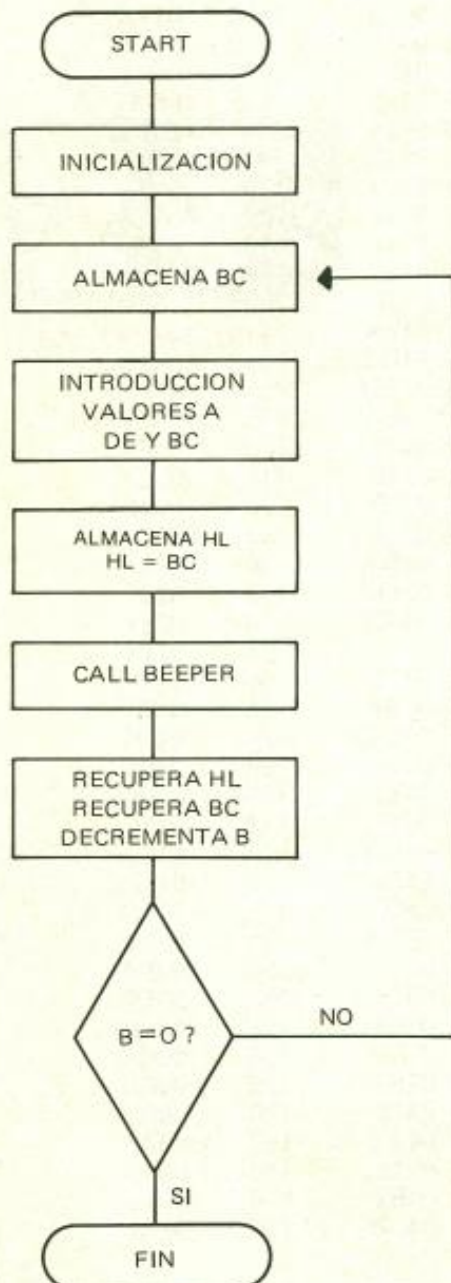 START
INICIALIZACION
ALMACENA BC
INTRODUCCION
VALORES A
DE Y BC
ALMACENA HL
HL = BC
CALL BEEPER
RECUPERA HL
RECUPERA BC
DECREMENTA B
B=O ?
NO
SI
FIN